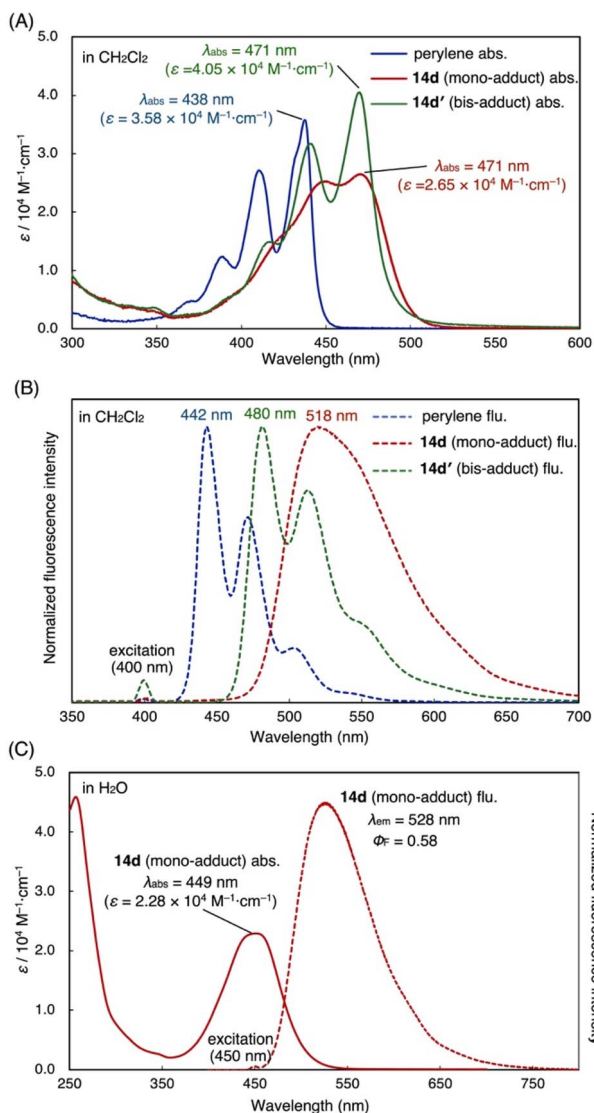 (A)
in CH2Cl2
λabs = 471 nm
(ε = 4.05 × 10⁴ M⁻¹·cm⁻¹)
λabs = 438 nm
(ε = 3.58 × 10⁴ M⁻¹·cm⁻¹)
perylene abs.
14d (mono-adduct) abs.
14d′ (bis-adduct) abs.
λabs = 471 nm
(ε =2.65 × 10⁴ M⁻¹·cm⁻¹)
ε / 10⁴ M⁻¹·cm⁻¹
5.0
4.0
3.0
2.0
1.0
0.0
300 350 400 450 500 550 600
Wavelength (nm)
(B)
in CH2Cl2
442 nm 480 nm 518 nm
perylene flu.
14d (mono-adduct) flu.
14d′ (bis-adduct) flu.
Normalized fluorescence intensity
excitation
(400 nm)
350 400 450 500 550 600 650 700
Wavelength (nm)
(C)
in H2O
14d (mono-adduct) flu.
λem = 528 nm
ΦF = 0.58
14d (mono-adduct) abs.
λabs = 449 nm
(ε = 2.28 × 10⁴ M⁻¹·cm⁻¹)
excitation
(450 nm)
ε / 10⁴ M⁻¹·cm⁻¹
5.0
4.0
3.0
2.0
1.0
0.0
250 350 450 550 650 750
Wavelength (nm)